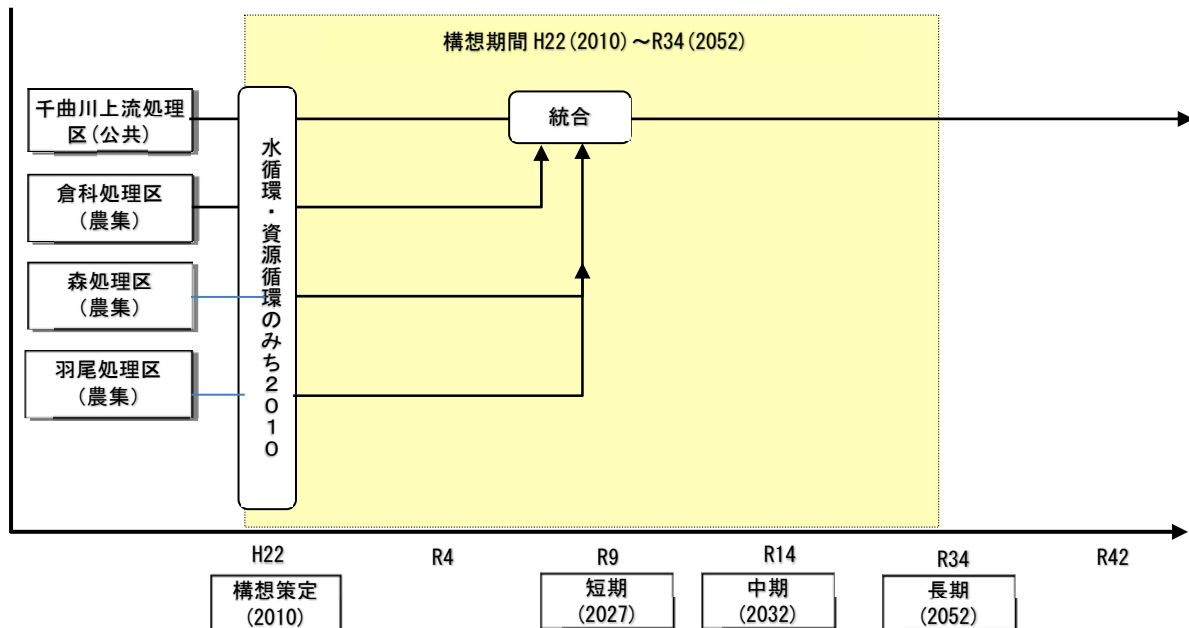 構想期間 H22(2010)～R34(2052)
千曲川上流処理
区(公共)
倉科処理区
(農集)
森処理区
(農集)
羽尾処理区
(農集)
水循環・資源循環のみち２０１０
統合
H22
R4
R9
R14
R34
R42
構想策定
(2010)
短期
(2027)
中期
(2032)
長期
(2052)